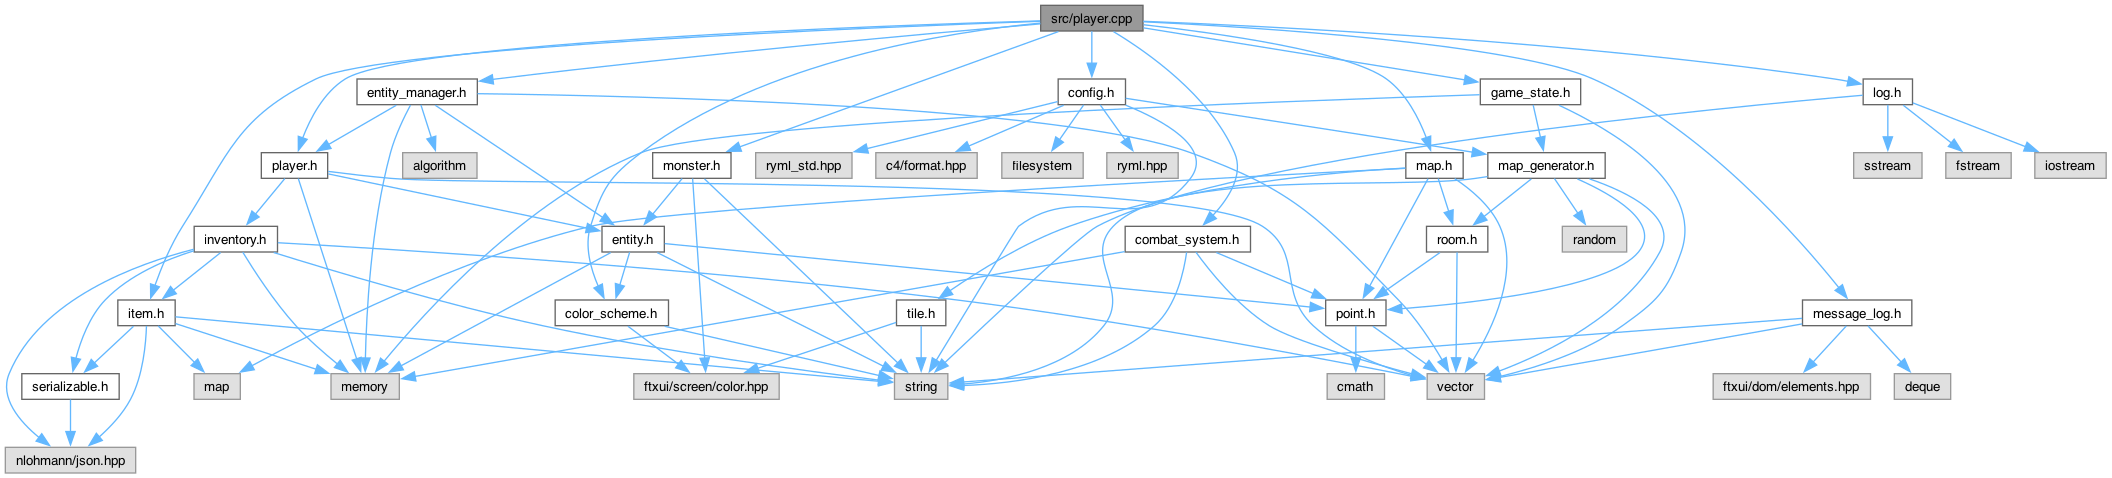 src/player.cpp
entity_manager.h
config.h
game_state.h
log.h
player.h
algorithm
monster.h
ryml_std.hpp
c4/format.hpp
filesystem
ryml.hpp
map.h
map_generator.h
sstream
fstream
iostream
inventory.h
entity.h
combat_system.h
room.h
random
item.h
color_scheme.h
tile.h
point.h
message_log.h
serializable.h
map
memory
ftxui/screen/color.hpp
string
cmath
vector
ftxui/dom/elements.hpp
deque
nlohmann/json.hpp